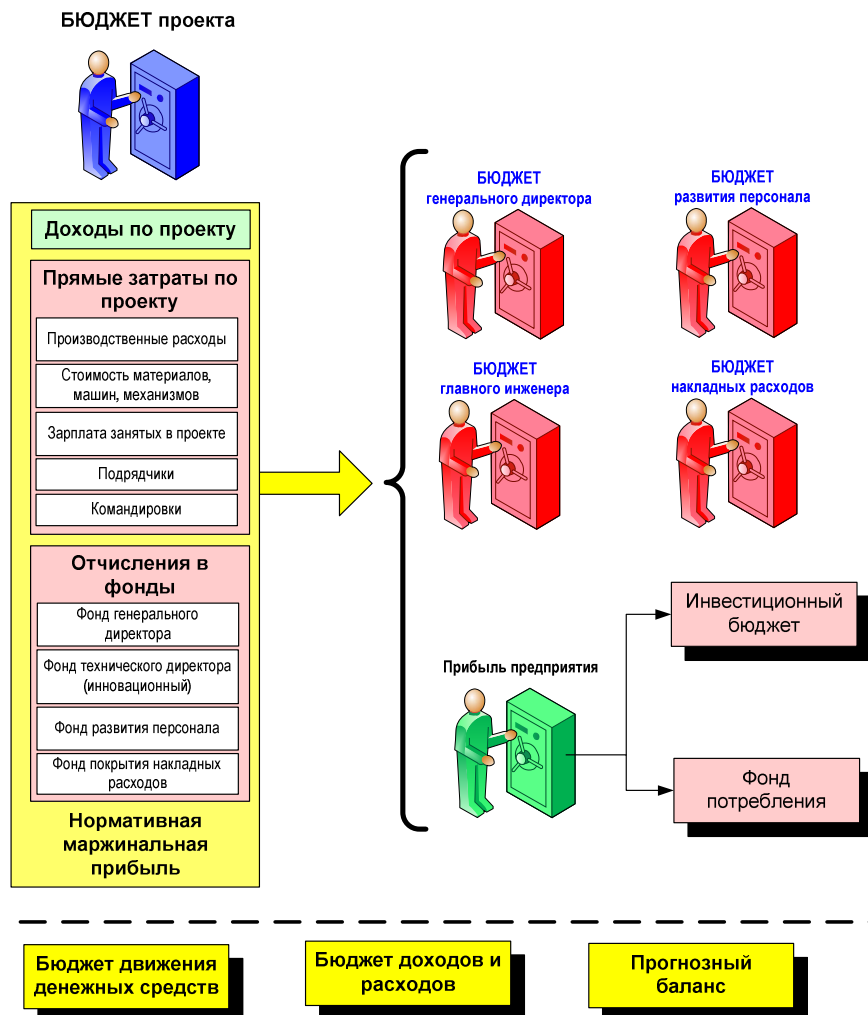 БЮДЖЕТ проекта
Доходы по проекту
Прямые затраты по
проекту
Производственные расходы
Стоимость материалов,
машин, механизмов
Зарплата занятых в проекте
Подрядчики
Командировки
Отчисления в
фонды
Фонд генерального
директора
Фонд технического директора
(инновационный)
Фонд развития персонала
Фонд покрытия накладных
расходов
Нормативная
маржинальная
прибыль
БЮДЖЕТ
генерального директора
БЮДЖЕТ
развития персонала
БЮДЖЕТ
главного инженера
БЮДЖЕТ
накладных расходов
Прибыль предприятия
Инвестиционный
бюджет
Фонд
потребления
Бюджет движения
денежных средств
Бюджет доходов и
расходов
Прогнозный
баланс